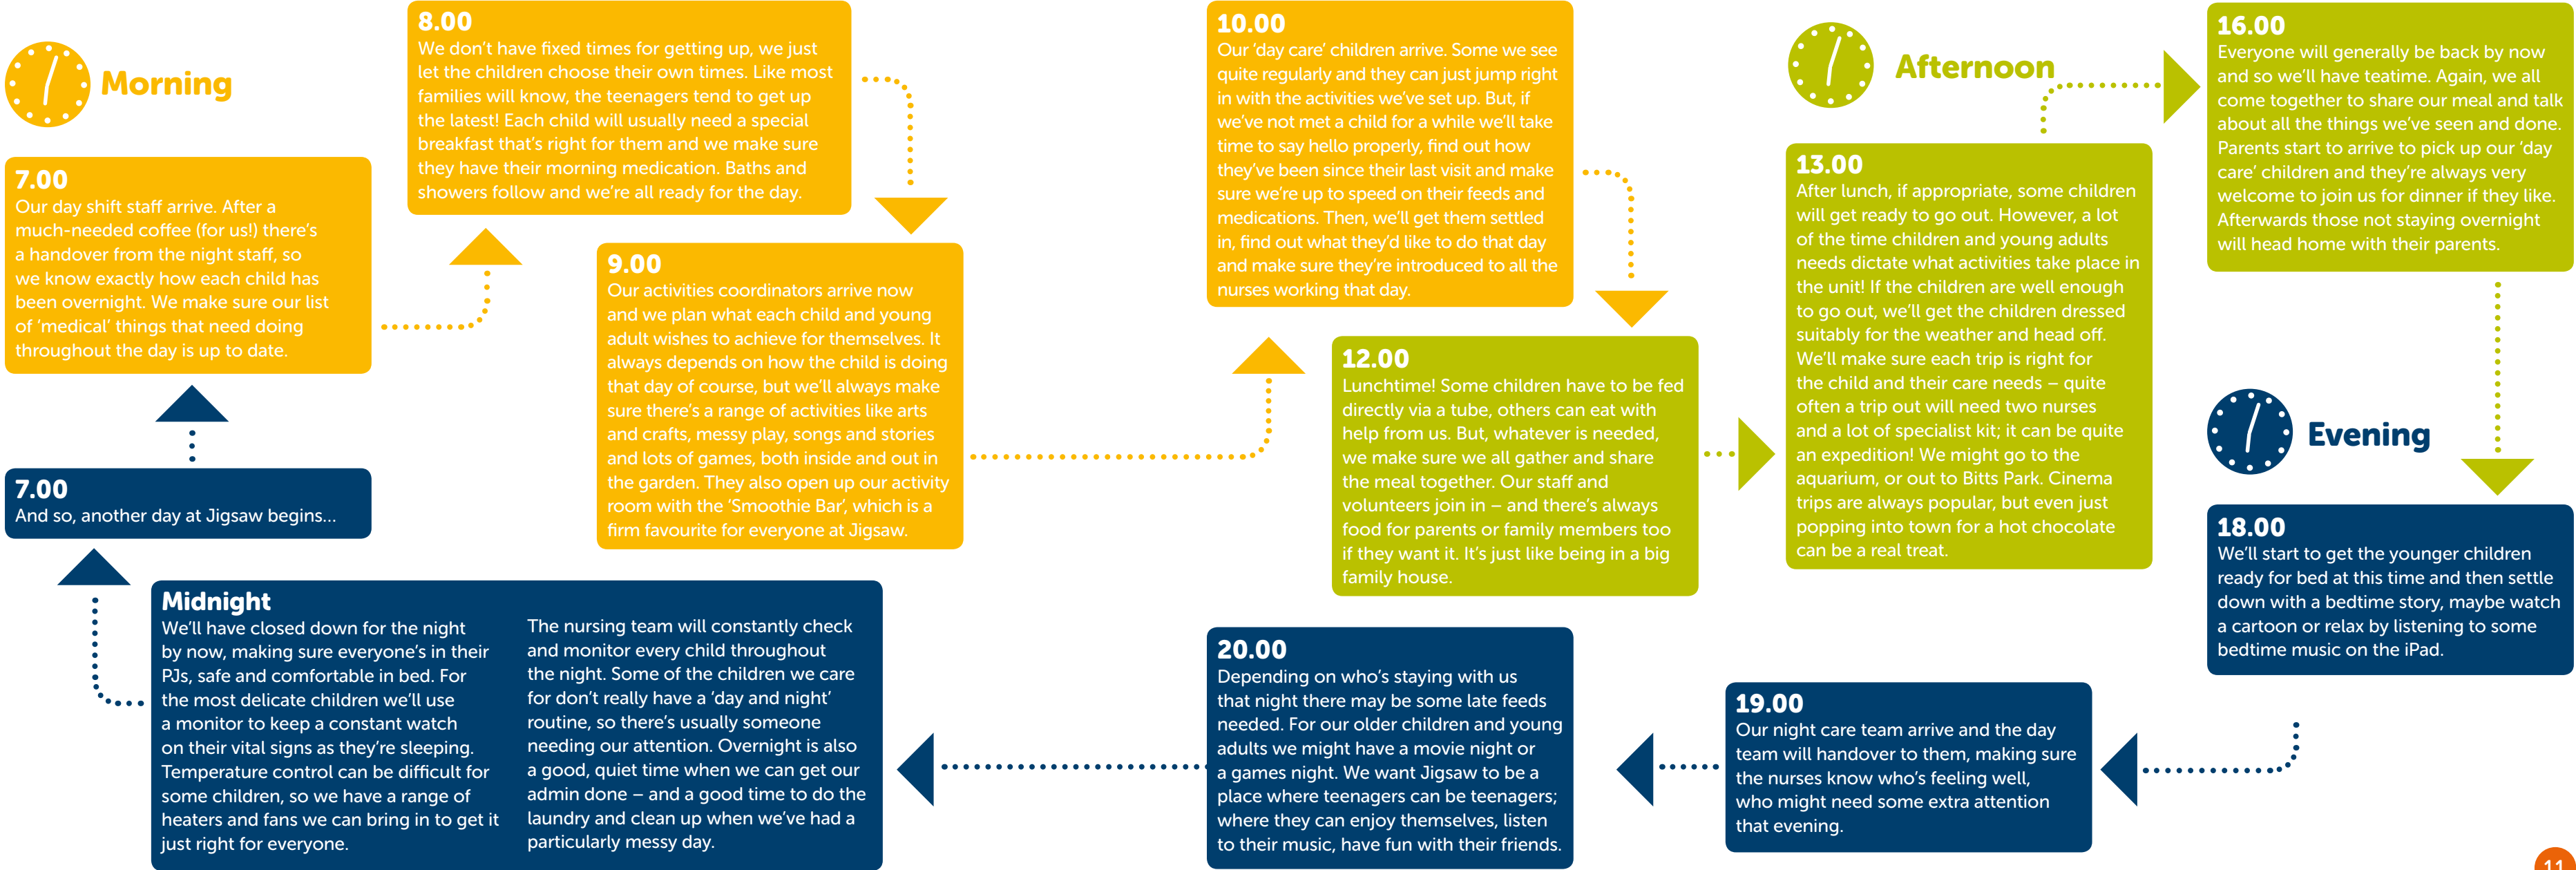 Morning
7.00
Our day shift staff arrive. After a
much-needed coffee (for us!) there’s
a handover from the night staff, so
we know exactly how each child has
been overnight. We make sure our list
of ‘medical’ things that need doing
throughout the day is up to date.
8.00
We don’t have fixed times for getting up, we just
let the children choose their own times. Like most
families will know, the teenagers tend to get up
the latest! Each child will usually need a special
breakfast that’s right for them and we make sure
they have their morning medication. Baths and
showers follow and we’re all ready for the day.
9.00
Our activities coordinators arrive now
and we plan what each child and young
adult wishes to achieve for themselves. It
always depends on how the child is doing
that day of course, but we’ll always make
sure there’s a range of activities like arts
and crafts, messy play, songs and stories
and lots of games, both inside and out in
the garden. They also open up our activity
room with the ‘Smoothie Bar’, which is a
firm favourite for everyone at Jigsaw.
10.00
Our ‘day care’ children arrive. Some we see
quite regularly and they can just jump right
in with the activities we’ve set up. But, if
we’ve not met a child for a while we’ll take
time to say hello properly, find out how
they’ve been since their last visit and make
sure we’re up to speed on their feeds and
medications. Then, we’ll get them settled
in, find out what they’d like to do that day
and make sure they’re introduced to all the
nurses working that day.
12.00
Lunchtime! Some children have to be fed
directly via a tube, others can eat with
help from us. But, whatever is needed,
we make sure we all gather and share
the meal together. Our staff and
volunteers join in – and there’s always
food for parents or family members too
if they want it. It’s just like being in a big
family house.
Afternoon
13.00
After lunch, if appropriate, some children
will get ready to go out. However, a lot
of the time children and young adults
needs dictate what activities take place in
the unit! If the children are well enough
to go out, we’ll get the children dressed
suitably for the weather and head off.
We’ll make sure each trip is right for
the child and their care needs – quite
often a trip out will need two nurses
and a lot of specialist kit; it can be quite
an expedition! We might go to the
aquarium, or out to Bitts Park. Cinema
trips are always popular, but even just
popping into town for a hot chocolate
can be a real treat.
16.00
Everyone will generally be back by now
and so we’ll have teatime. Again, we all
come together to share our meal and talk
about all the things we’ve seen and done.
Parents start to arrive to pick up our ‘day
care’ children and they’re always very
welcome to join us for dinner if they like.
Afterwards those not staying overnight
will head home with their parents.
Evening
18.00
We’ll start to get the younger children
ready for bed at this time and then settle
down with a bedtime story, maybe watch
a cartoon or relax by listening to some
bedtime music on the iPad.
19.00
Our night care team arrive and the day
team will handover to them, making sure
the nurses know who’s feeling well,
who might need some extra attention
that evening.
20.00
Depending on who’s staying with us
that night there may be some late feeds
needed. For our older children and young
adults we might have a movie night or
a games night. We want Jigsaw to be a
place where teenagers can be teenagers;
where they can enjoy themselves, listen
to their music, have fun with their friends.
Midnight
We’ll have closed down for the night
by now, making sure everyone’s in their
PJs, safe and comfortable in bed. For
the most delicate children we’ll use
a monitor to keep a constant watch
on their vital signs as they’re sleeping.
Temperature control can be difficult for
some children, so we have a range of
heaters and fans we can bring in to get it
just right for everyone.
The nursing team will constantly check
and monitor every child throughout
the night. Some of the children we care
for don’t really have a ‘day and night’
routine, so there’s usually someone
needing our attention. Overnight is also
a good, quiet time when we can get our
admin done – and a good time to do the
laundry and clean up when we’ve had a
particularly messy day.
7.00
And so, another day at Jigsaw begins…
11